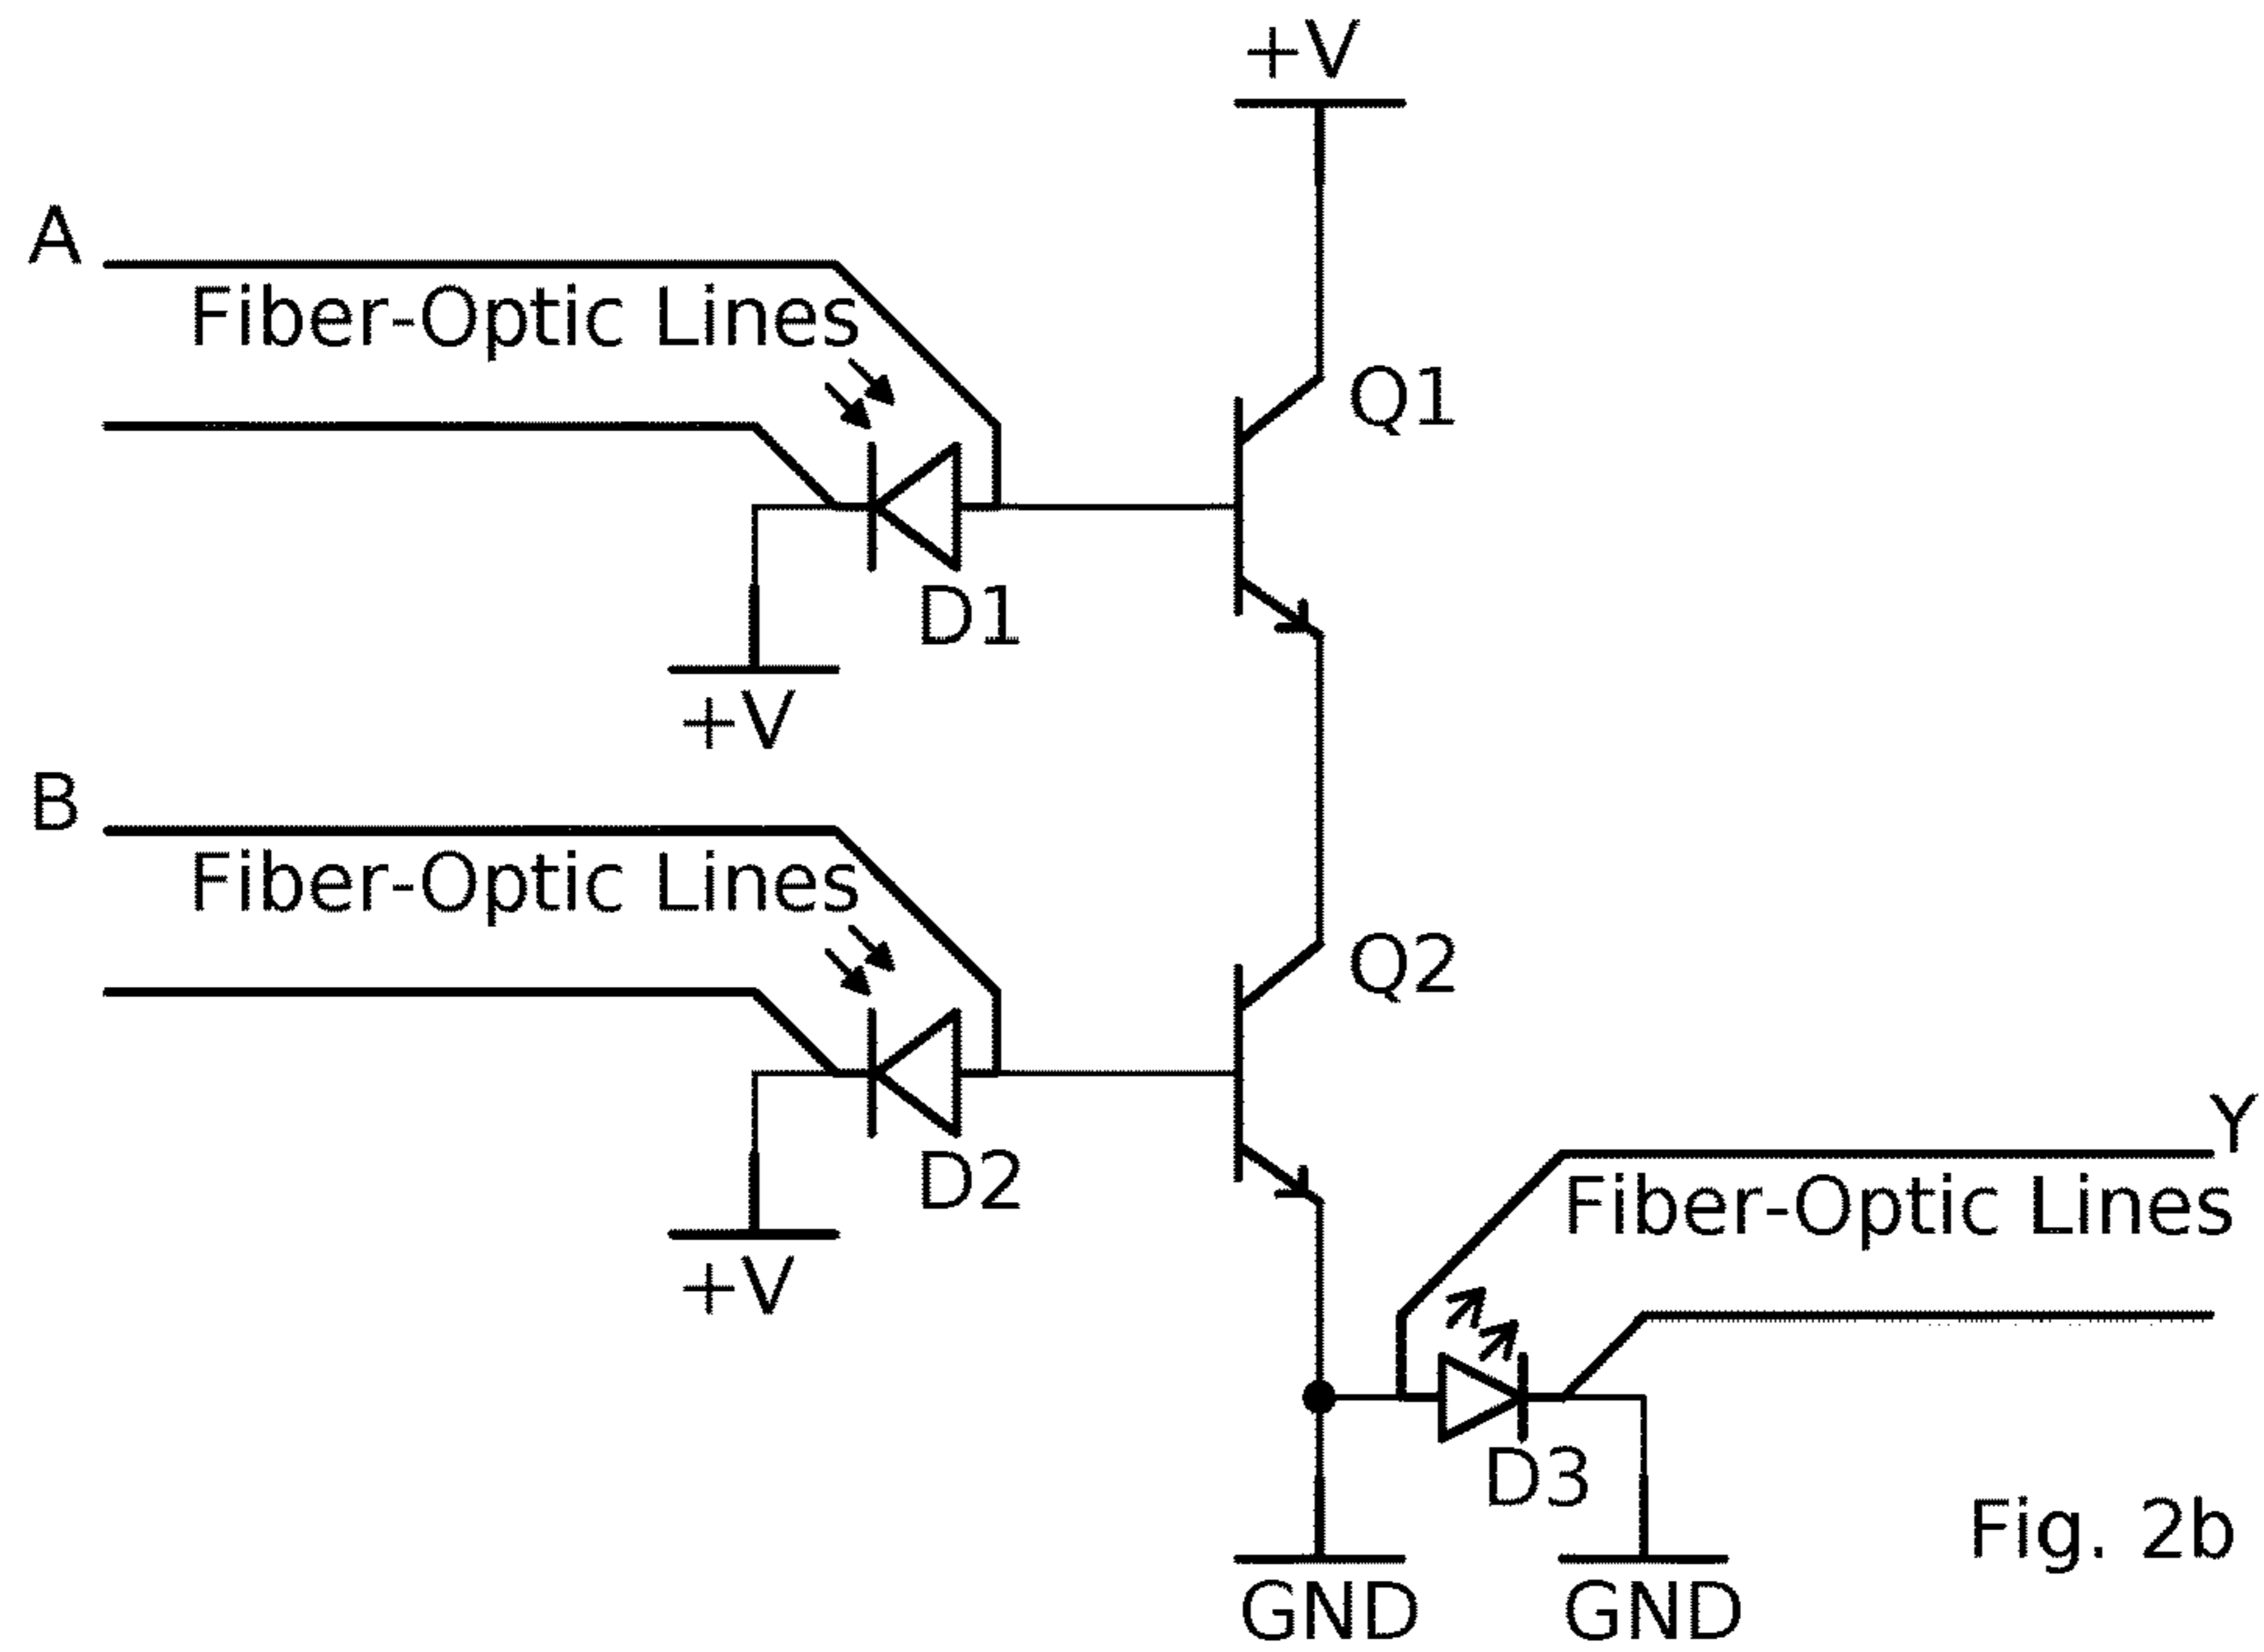 +V
A
Fiber-Optic Lines
Q1
D1
+V
B
Fiber-Optic Lines
Q2
D2
Y
Fiber-Optic Lines
+V
D3
Fig. 2b
GND
GND